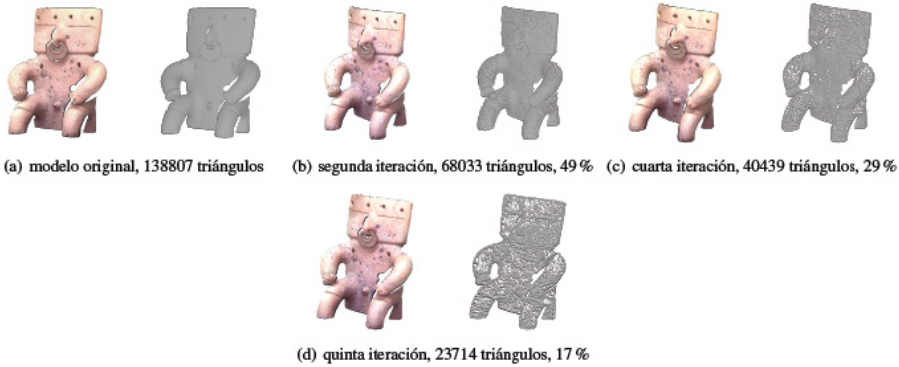 (a) modelo original, 138807 triángulos
(b) segunda iteración, 68033 triángulos, 49 %
(c) cuarta iteración, 40439 triángulos, 29 %
(d) quinta iteración, 23714 triángulos, 17 %